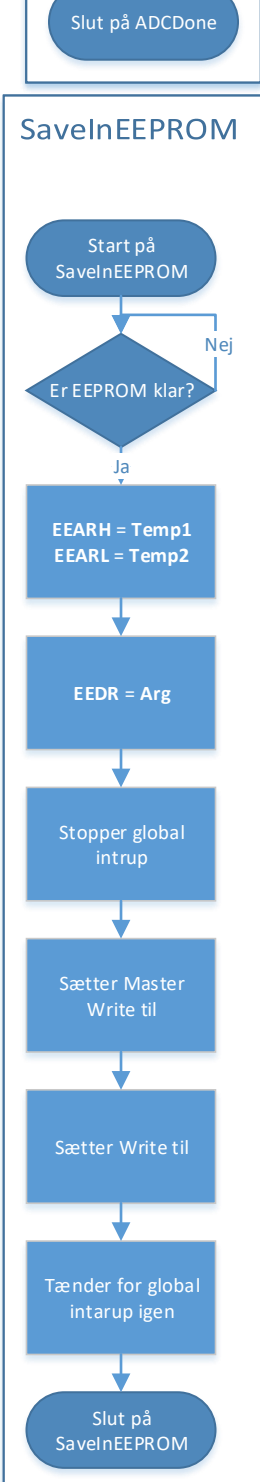 Slut på ADCDone
SaveInEEPROM
Start på
SaveInEEPROM
Nej
Er EEPROM klar?
Ja
EEARH = Temp1
EEARL = Temp2
EEDR = Arg
Stopper global
intrup
Sætter Master
Write til
Sætter Write til
Tænder for global
intarup igen
Slut på
SaveInEEPROM